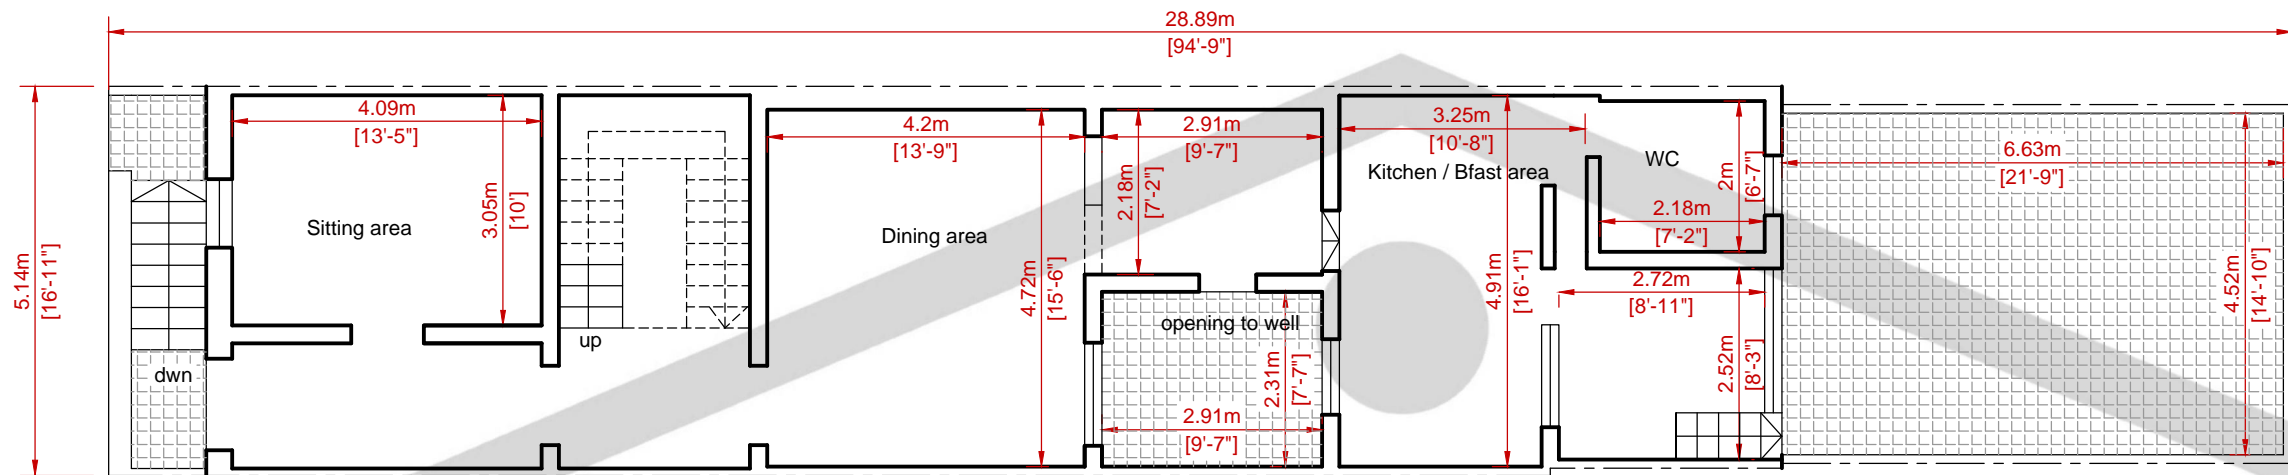 28.89m
[94'-9"]
5.14m
[16'-11"]
4.09m
[13'-5"]
3.05m
[10']
Sitting area
dwn
up
4.2m
[13'-9"]
Dining area
4.72m
[15'-6"]
2.91m
[9'-7"]
2.18m
[7'-2"]
opening to well
2.31m
[7'-7"]
2.91m
[9'-7"]
3.25m
[10'-8"]
Kitchen / Bfast area
4.91m
[16'-1"]
WC
2m
[6'-7"]
2.18m
[7'-2"]
2.72m
[8'-11"]
2.52m
[8'-3"]
6.63m
[21'-9"]
4.52m
[14'-10"]